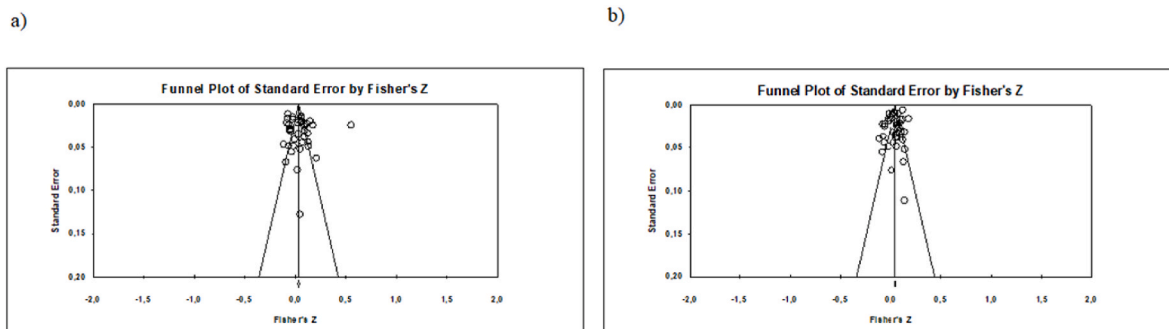 a)
Funnel Plot of Standard Error by Fisher's Z
0,00
0,05
0,10
0,15
0,20
Standard Error
-2,0 -1,5 -1,0 -0,5 0,0 0,5 1,0 1,5 2,0
Fisher's Z
b)
Funnel Plot of Standard Error by Fisher's Z
0,00
0,05
0,10
0,15
0,20
Standard Error
-2,0 -1,5 -1,0 -0,5 0,0 0,5 1,0 1,5 2,0
Fisher's Z